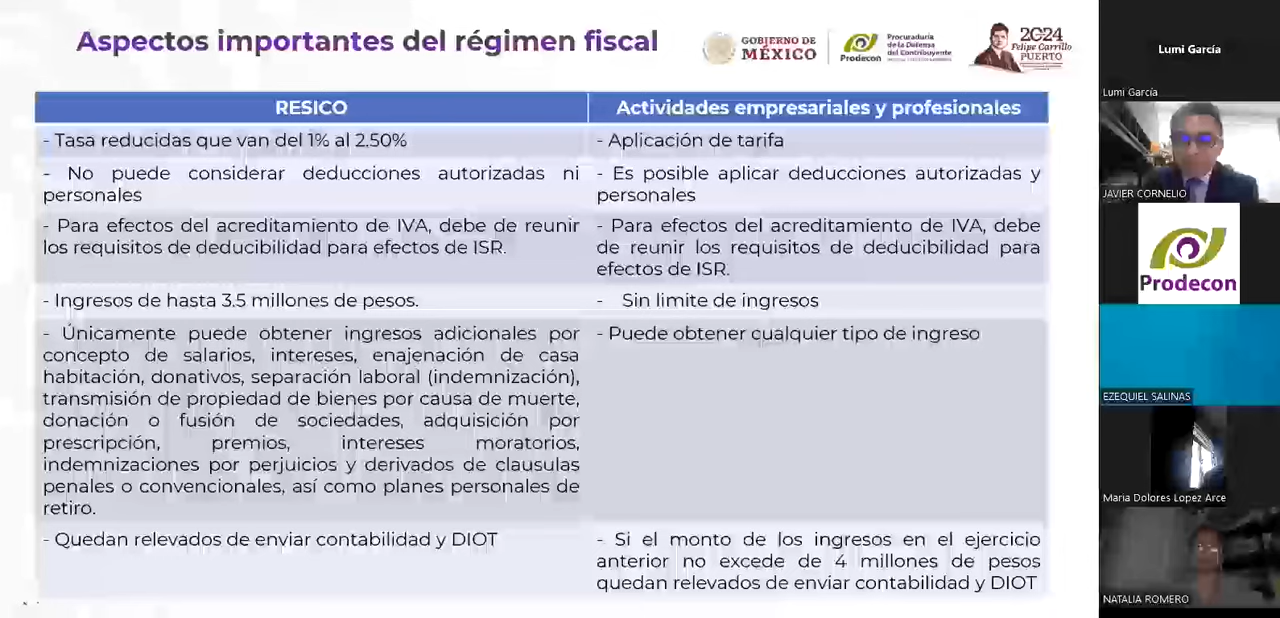 Aspectos importantes del régimen fiscal
GOBIERNO DE
MÉXICO
Prodecon
Procuraduría
de la Defensa
del Contribuyente
2024
Felipe Carrillo
PUERTO
RESICO
Actividades empresariales y profesionales
- Tasa reducidas que van del 1% al 2.50%
- Aplicación de tarifa
- No puede considerar deducciones autorizadas ni
personales
- Es posible aplicar deducciones autorizadas y
personales
- Para efectos del acreditamiento de IVA, debe de reunir
los requisitos de deducibilidad para efectos de ISR.
- Para efectos del acreditamiento de IVA, debe
de reunir los requisitos de deducibilidad para
efectos de ISR.
- Ingresos de hasta 3.5 millones de pesos.
- Sin limite de ingresos
- Únicamente puede obtener ingresos adicionales por
concepto de salarios, intereses, enajenación de casa
habitación, donativos, separación laboral (indemnización),
transmisión de propiedad de bienes por causa de muerte,
donación o fusión de sociedades, adquisición por
prescripción, premios, intereses moratorios,
indemnizaciones por perjuicios y derivados de clausulas
penales o convencionales, así como planes personales de
retiro.
- Puede obtener cualquier tipo de ingreso
- Quedan relevados de enviar contabilidad y DIOT
- Si el monto de los ingresos en el ejercicio
anterior no excede de 4 millones de pesos
quedan relevados de enviar contabilidad y DIOT
Lumi García
Lumi García
JAVIER CORNELIO
Prodecon
EZEQUIEL SALINAS
Maria Dolores Lopez Arce
NATALIA ROMERO